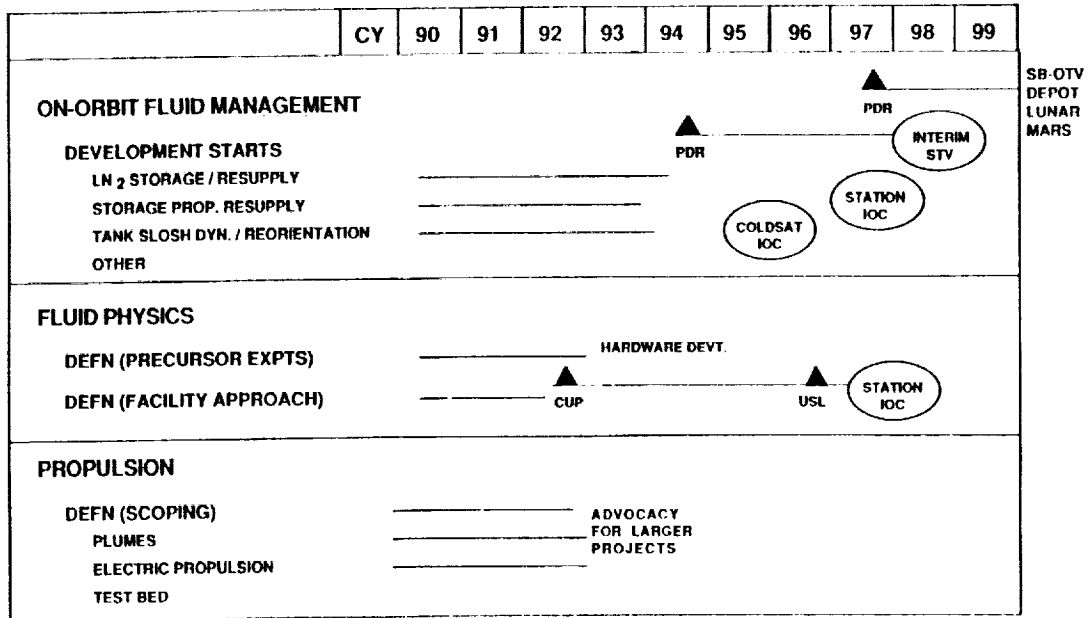 CY 90 91 92 93 94 95 96 97 98 99
SB-OTV
DEPOT
LUNAR
MARS
PDR
ON-ORBIT FLUID MANAGEMENT
PDR
INTERIM
STV
DEVELOPMENT STARTS
LN 2 STORAGE / RESUPPLY
STORAGE PROP. RESUPPLY
STATION
IOC
TANK SLOSH DYN. / REORIENTATION
COLDSAT
IOC
OTHER
FLUID PHYSICS
DEFN (PRECURSOR EXPTS)
HARDWARE DEVT.
DEFN (FACILITY APPROACH)
CUP
USL
STATION
IOC
PROPULSION
DEFN (SCOPING)
PLUMES
ELECTRIC PROPULSION
TEST BED
ADVOCACY
FOR LARGER
PROJECTS